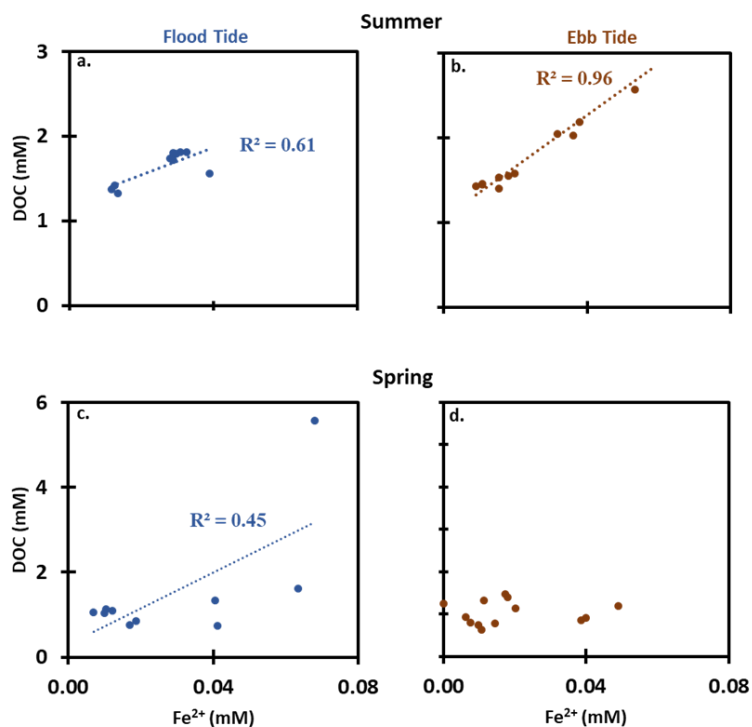 Summer
Flood Tide
Ebb Tide
a.
b.
R² = 0.61
R² = 0.96
3
2
1
0
DOC (mM)
Spring
c.
d.
R² = 0.45
6
4
2
0
DOC (mM)
0.00
0.04
0.08
0.00
0.04
0.08
Fe²⁺ (mM)
Fe²⁺ (mM)